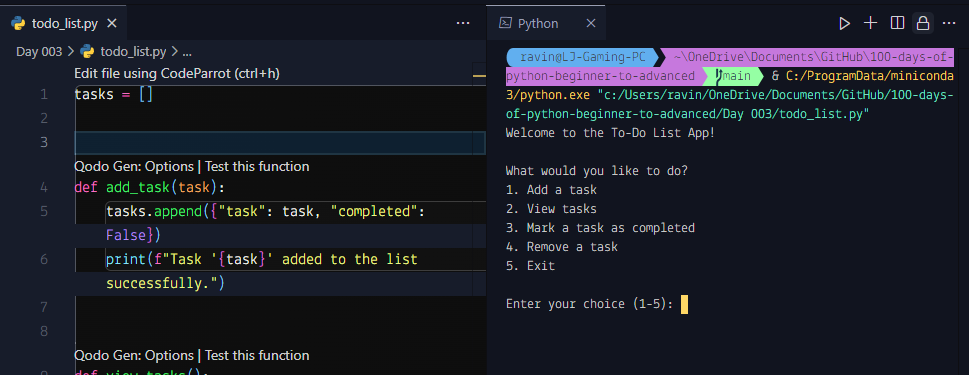 todo_list.py
Day 003 > todo_list.py > ...
Edit file using CodeParrot (ctrl+h)
1 tasks = []
2
3
Qodo Gen: Options | Test this function
4 def add_task(task):
5 tasks.append({"task": task, "completed":
False})
6 print(f"Task '{task}' added to the list
successfully.")
7
8
Qodo Gen: Options | Test this function
9 def view_tasks():
Python
ravin@LJ-Gaming-PC ~\OneDrive\Documents\GitHub\100-days-of-
python-beginner-to-advanced main & C:/ProgramData/miniconda
3/python.exe "c:/Users/ravin/OneDrive/Documents/GitHub/100-days-
of-python-beginner-to-advanced/Day 003/todo_list.py"
Welcome to the To-Do List App!
What would you like to do?
1. Add a task
2. View tasks
3. Mark a task as completed
4. Remove a task
5. Exit
Enter your choice (1-5):